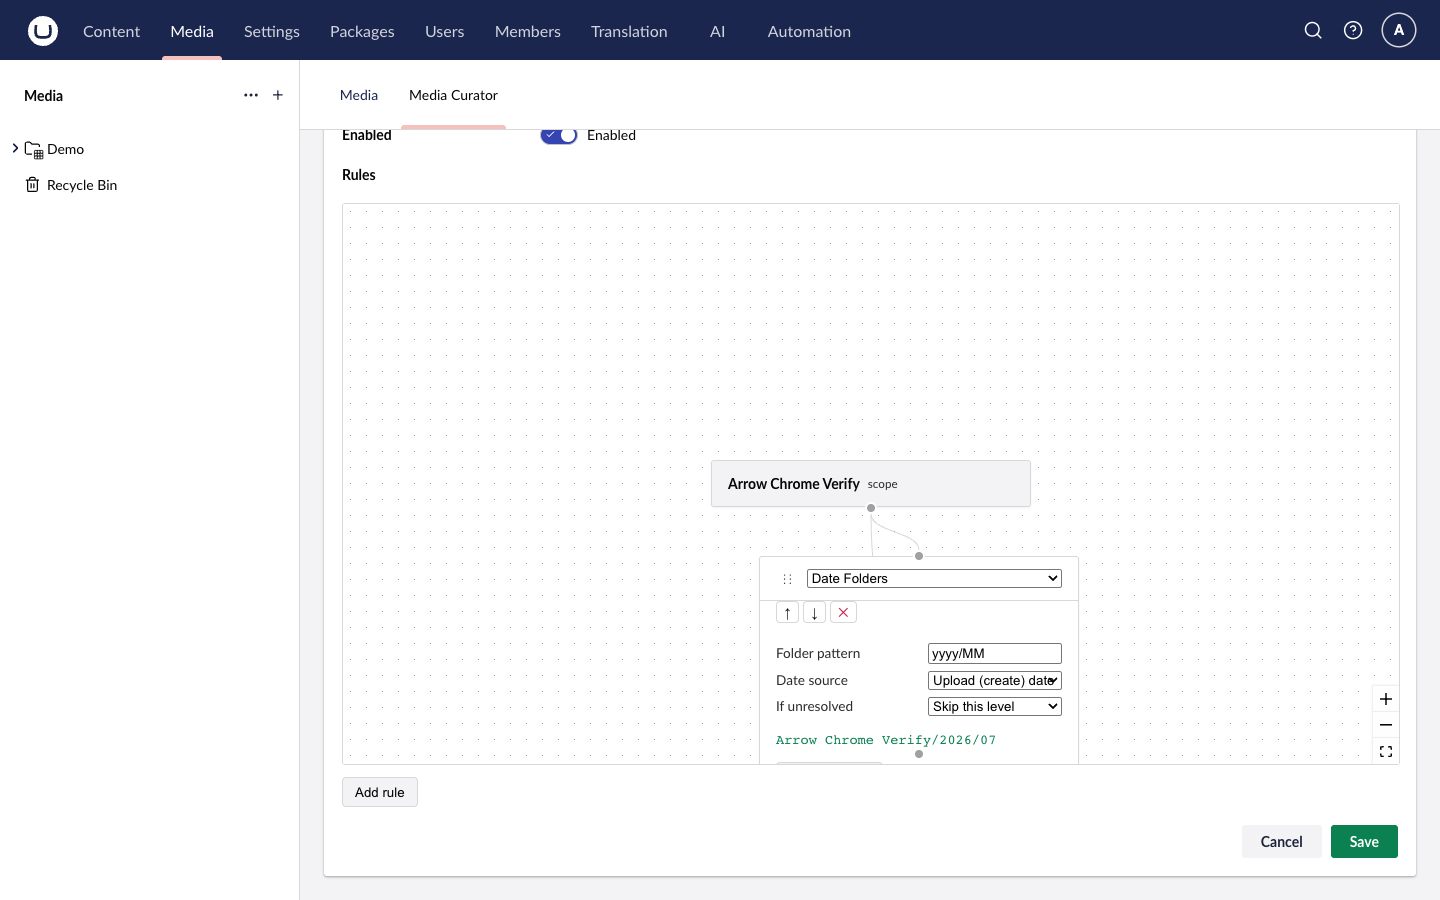 Content Media Settings Packages Users Members Translation AI Automation A
Media
Demo
Recycle Bin
Media Media Curator
Enabled Enabled
Rules
Arrow Chrome Verify scope
Date Folders
↑ ↓ ×
Folder pattern yyyy/MM
Date source Upload (create) date
If unresolved Skip this level
Arrow Chrome Verify/2026/07
Add rule
Cancel Save